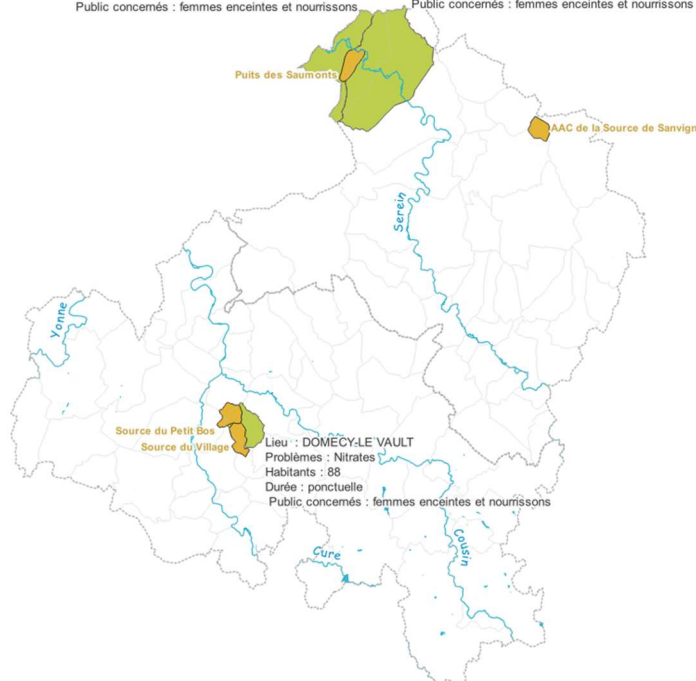 Public concernés : femmes enceintes et nourrissons
Public concernés : femmes enceintes et nourrissons
Puits des Saumonts
AAC de la Source de Sanvign
Serein
Yonne
Source du Petit Bos
Source du Village
Lieu : DOMECY-LE VAULT
Problèmes : Nitrates
Habitants : 88
Durée : ponctuelle
Public concernés : femmes enceintes et nourrissons
Cure
Cousin